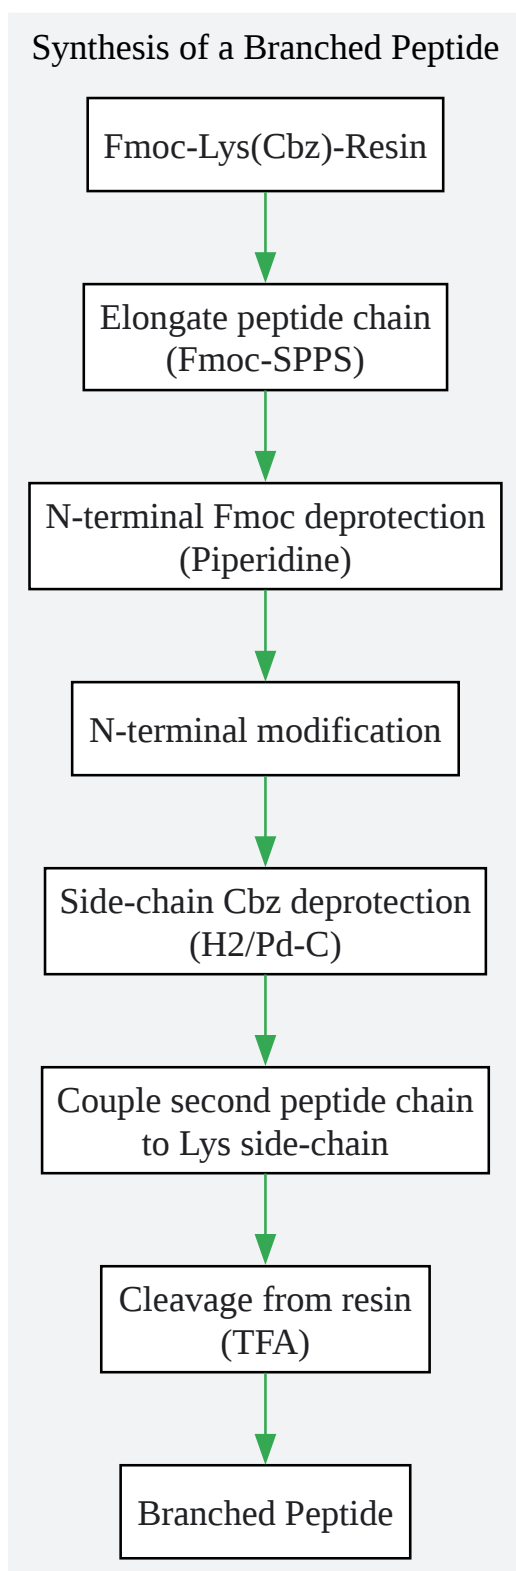 Synthesis of a Branched Peptide
Fmoc-Lys(Cbz)-Resin
Elongate peptide chain
(Fmoc-SPPS)
N-terminal Fmoc deprotection
(Piperidine)
N-terminal modification
Side-chain Cbz deprotection
(H2/Pd-C)
Couple second peptide chain
to Lys side-chain
Cleavage from resin
(TFA)
Branched Peptide